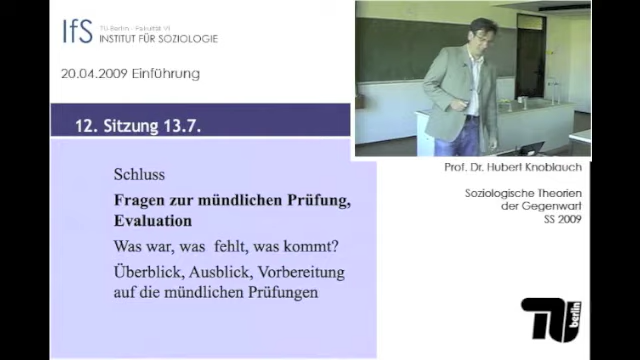 IfS
TU Berlin - Fakultät VI
INSTITUT FÜR SOZIOLOGIE
20.04.2009 Einführung
12. Sitzung 13.7.
Schluss
Fragen zur mündlichen Prüfung,
Evaluation
Was war, was fehlt, was kommt?
Überblick, Ausblick, Vorbereitung
auf die mündlichen Prüfungen
Prof. Dr. Hubert Knoblauch
Soziologische Theorien
der Gegenwart
SS 2009
TU
berlin